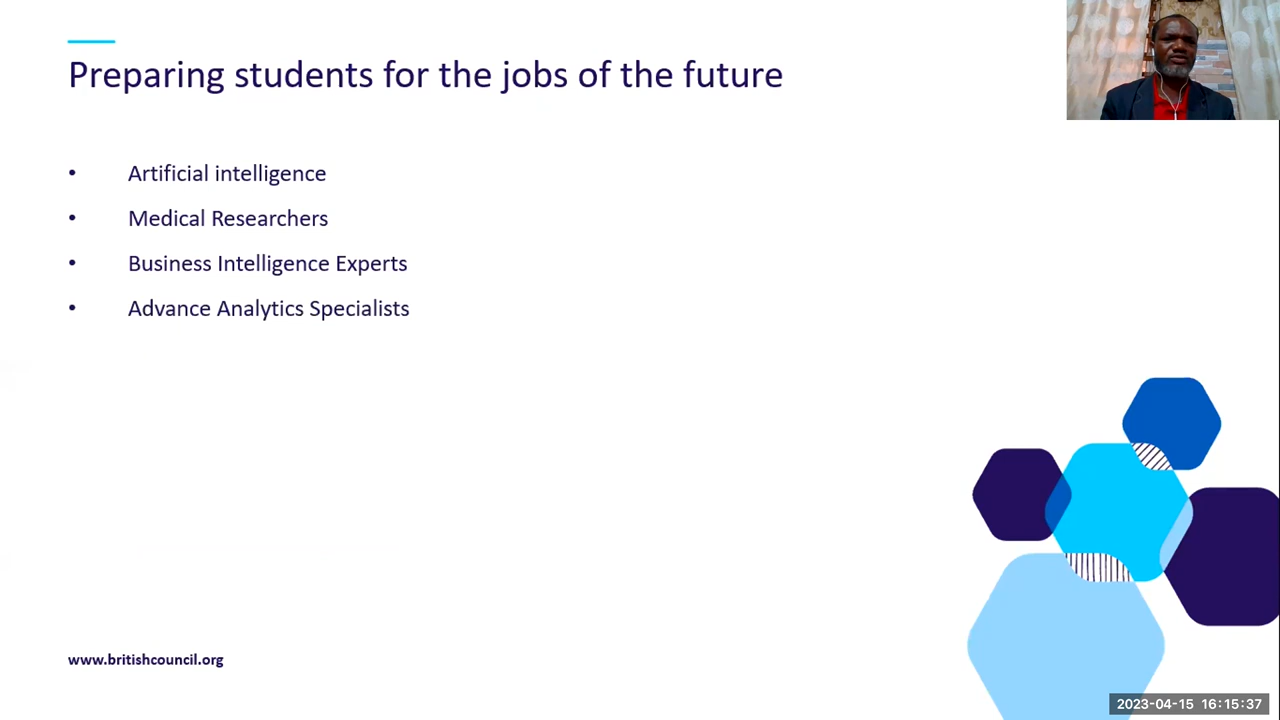 Preparing students for the jobs of the future
• Artificial intelligence
• Medical Researchers
• Business Intelligence Experts
• Advance Analytics Specialists
www.britishcouncil.org
2023-04-15 16:15:37